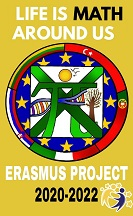 LIFE IS MATH
AROUND US
ERASMUS PROJECT
2020-2022